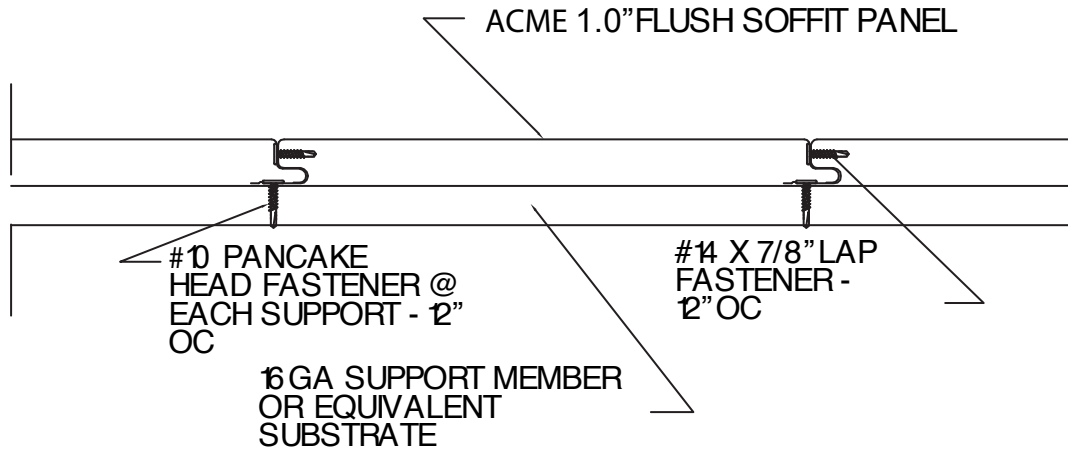 ACME 1.0” FLUSH SOFFIT PANEL
#10 PANCAKE
HEAD FASTENER @
EACH SUPPORT - 12”
OC
#14 X 7/8” LAP
FASTENER -
12” OC
16 GA SUPPORT MEMBER
OR EQUIVALENT
SUBSTRATE